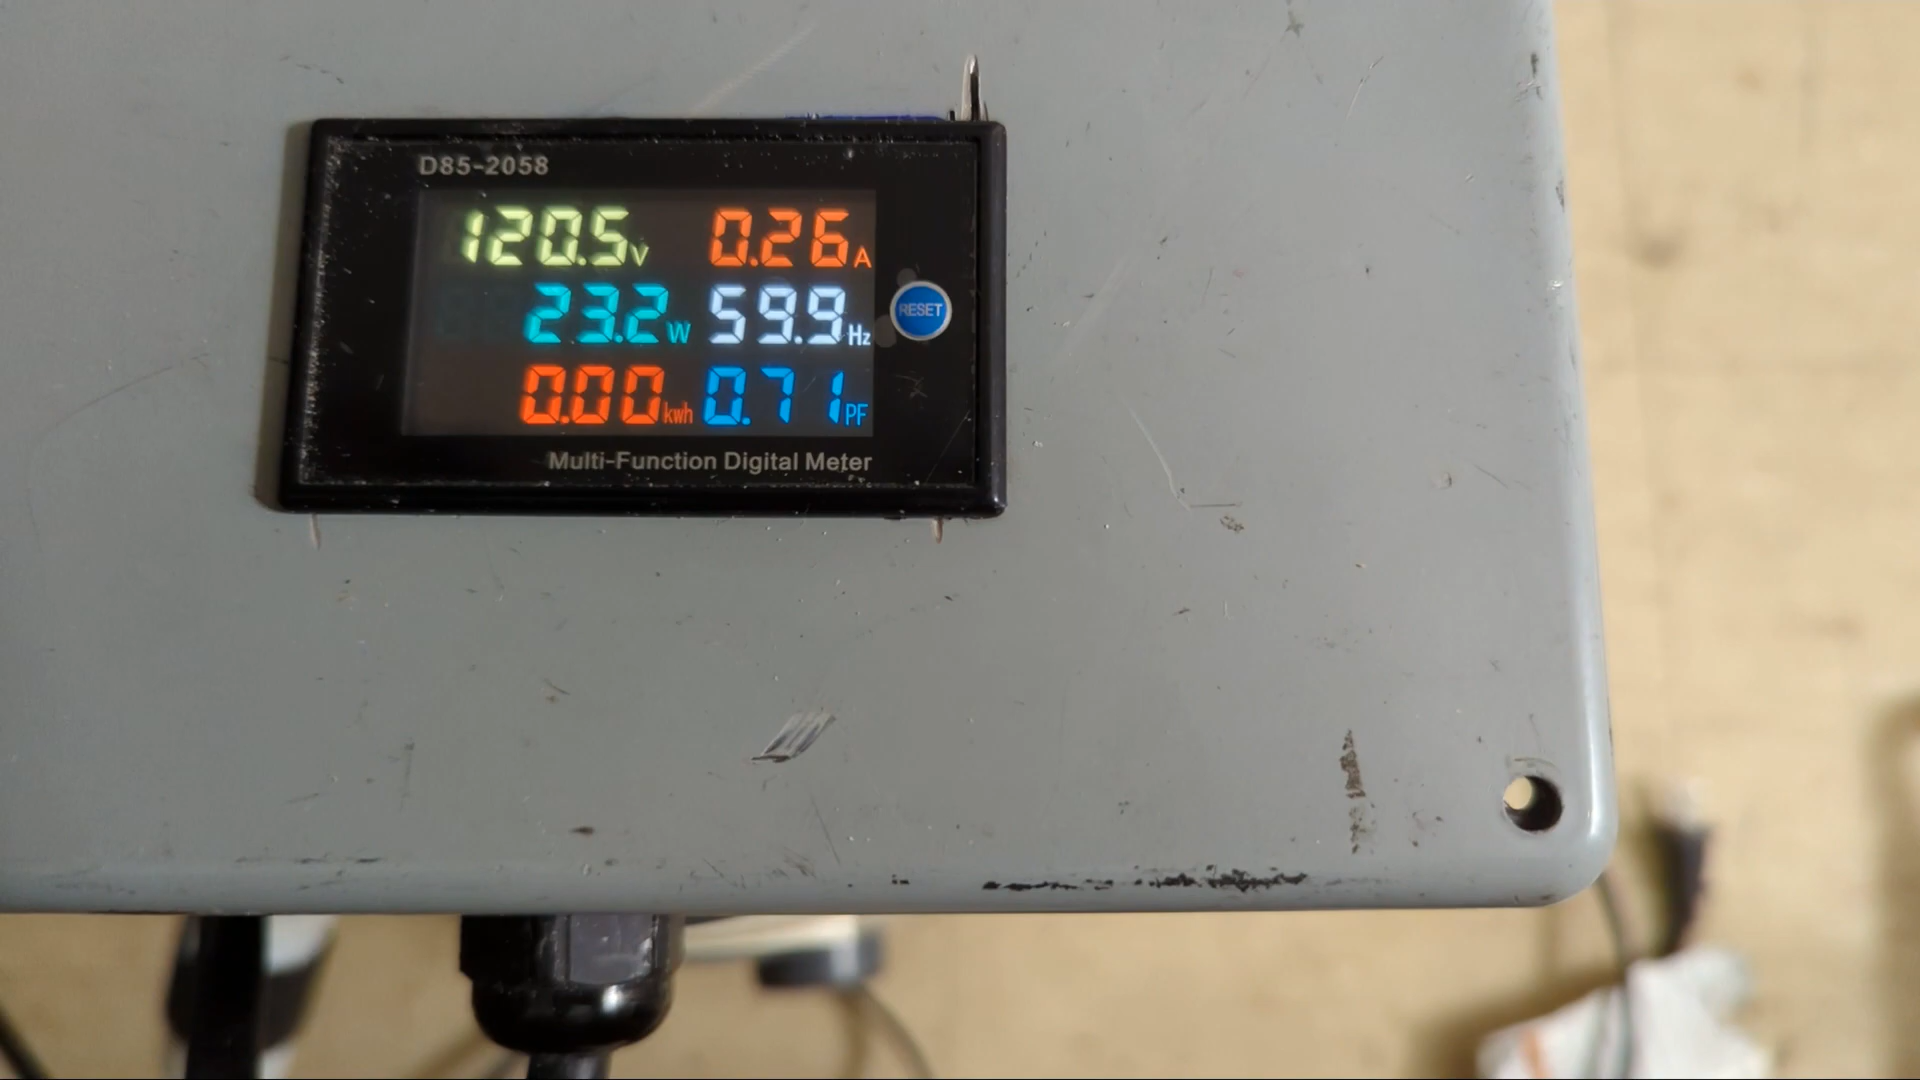 D85-2058
120.5V 0.26A
23.2W 59.9Hz
RESET
0.00kwh 0.71PF
Multi-Function Digital Meter